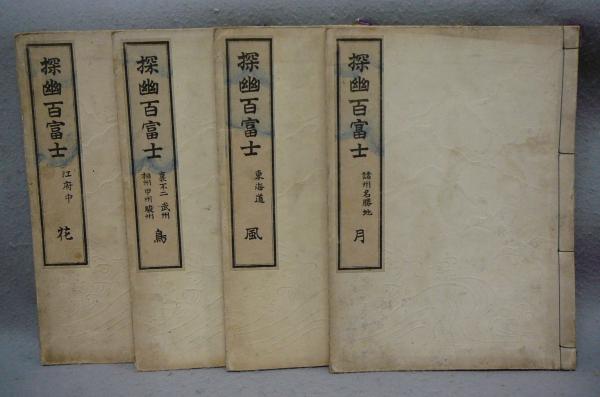 探幽百富士
江府中
花
探幽百富士
裏不二 武州
相州甲州駿州
鳥
探幽百富士
東海道
風
探幽百富士
諸州名勝地
月